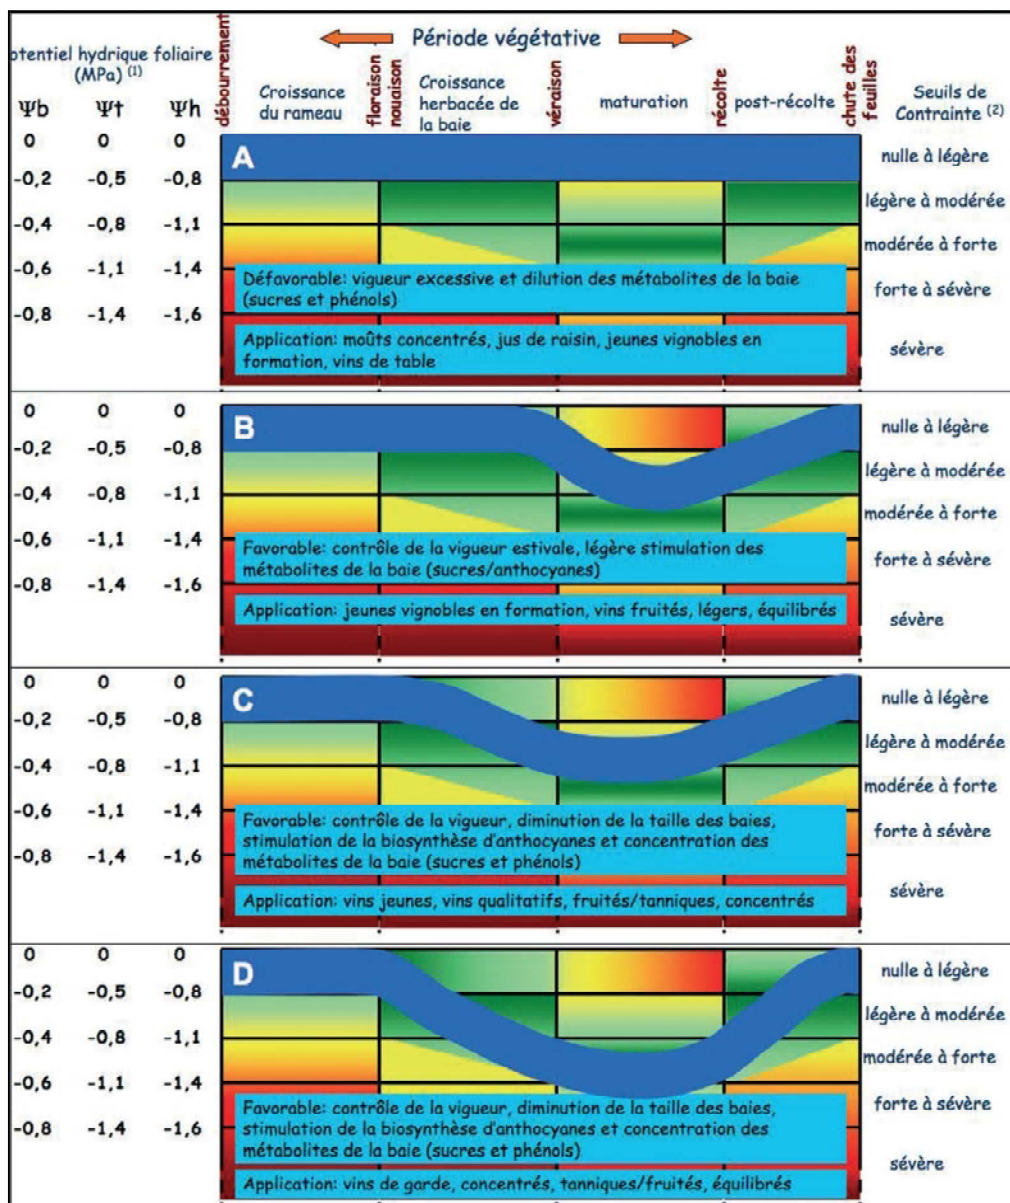 Période végétative
otentiel hydrique foliaire
(MPa) (1)
Ψb Ψt Ψh
débourrement
Croissance
du rameau
floraison
nouaison
Croissance
herbacée de
la baie
véraison
maturation
récolte
post-récolte
chute des
feuilles
Seuils de
Contrainte (2)
0 0 0
A
nulle à légère
-0,2 -0,5 -0,8
légère à modérée
-0,4 -0,8 -1,1
modérée à forte
-0,6 -1,1 -1,4
Défavorable: vigueur excessive et dilution des métabolites de la baie
(sucres et phénols)
forte à sévère
-0,8 -1,4 -1,6
Application: moûts concentrés, jus de raisin, jeunes vignobles en
formation, vins de table
sévère
0 0 0
B
nulle à légère
-0,2 -0,5 -0,8
légère à modérée
-0,4 -0,8 -1,1
modérée à forte
-0,6 -1,1 -1,4
Favorable: contrôle de la vigueur estivale, légère stimulation des
métabolites de la baie (sucres/anthocyanes)
forte à sévère
-0,8 -1,4 -1,6
Application: jeunes vignobles en formation, vins fruités, légers, équilibrés
sévère
0 0 0
C
nulle à légère
-0,2 -0,5 -0,8
légère à modérée
-0,4 -0,8 -1,1
modérée à forte
-0,6 -1,1 -1,4
Favorable: contrôle de la vigueur, diminution de la taille des baies,
stimulation de la biosynthèse d'anthocyanes et concentration des
métabolites de la baie (sucres et phénols)
forte à sévère
-0,8 -1,4 -1,6
Application: vins jeunes, vins qualitatifs, fruités/tanniques, concentrés
sévère
0 0 0
D
nulle à légère
-0,2 -0,5 -0,8
légère à modérée
-0,4 -0,8 -1,1
modérée à forte
-0,6 -1,1 -1,4
Favorable: contrôle de la vigueur, diminution de la taille des baies,
stimulation de la biosynthèse d'anthocyanes et concentration des
métabolites de la baie (sucres et phénols)
forte à sévère
-0,8 -1,4 -1,6
Application: vins de garde, concentrés, tanniques/fruités, équilibrés
sévère